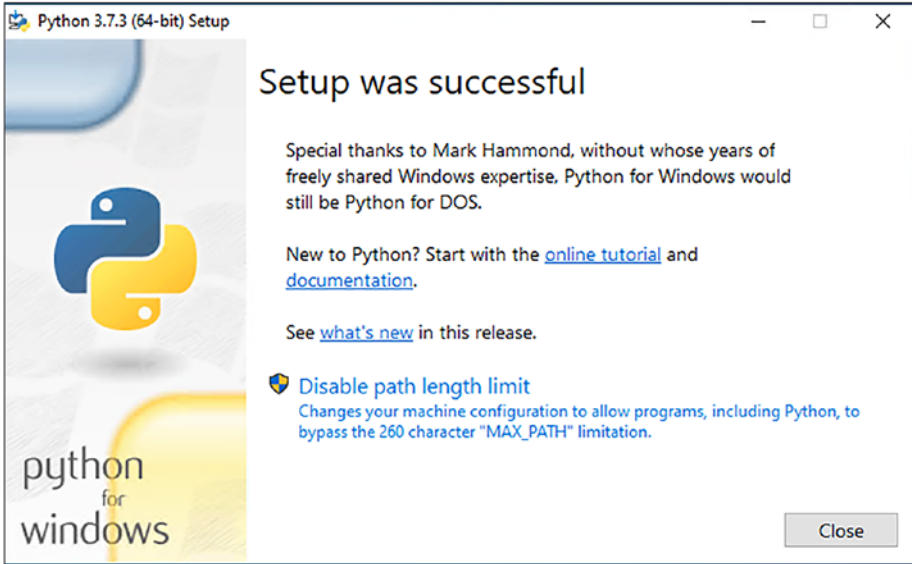 Python 3.7.3 (64-bit) Setup
Setup was successful
Special thanks to Mark Hammond, without whose years of
freely shared Windows expertise, Python for Windows would
still be Python for DOS.
New to Python? Start with the online tutorial and
documentation.
See what's new in this release.
Disable path length limit
Changes your machine configuration to allow programs, including Python, to
bypass the 260 character "MAX_PATH" limitation.
python
for
windows
Close